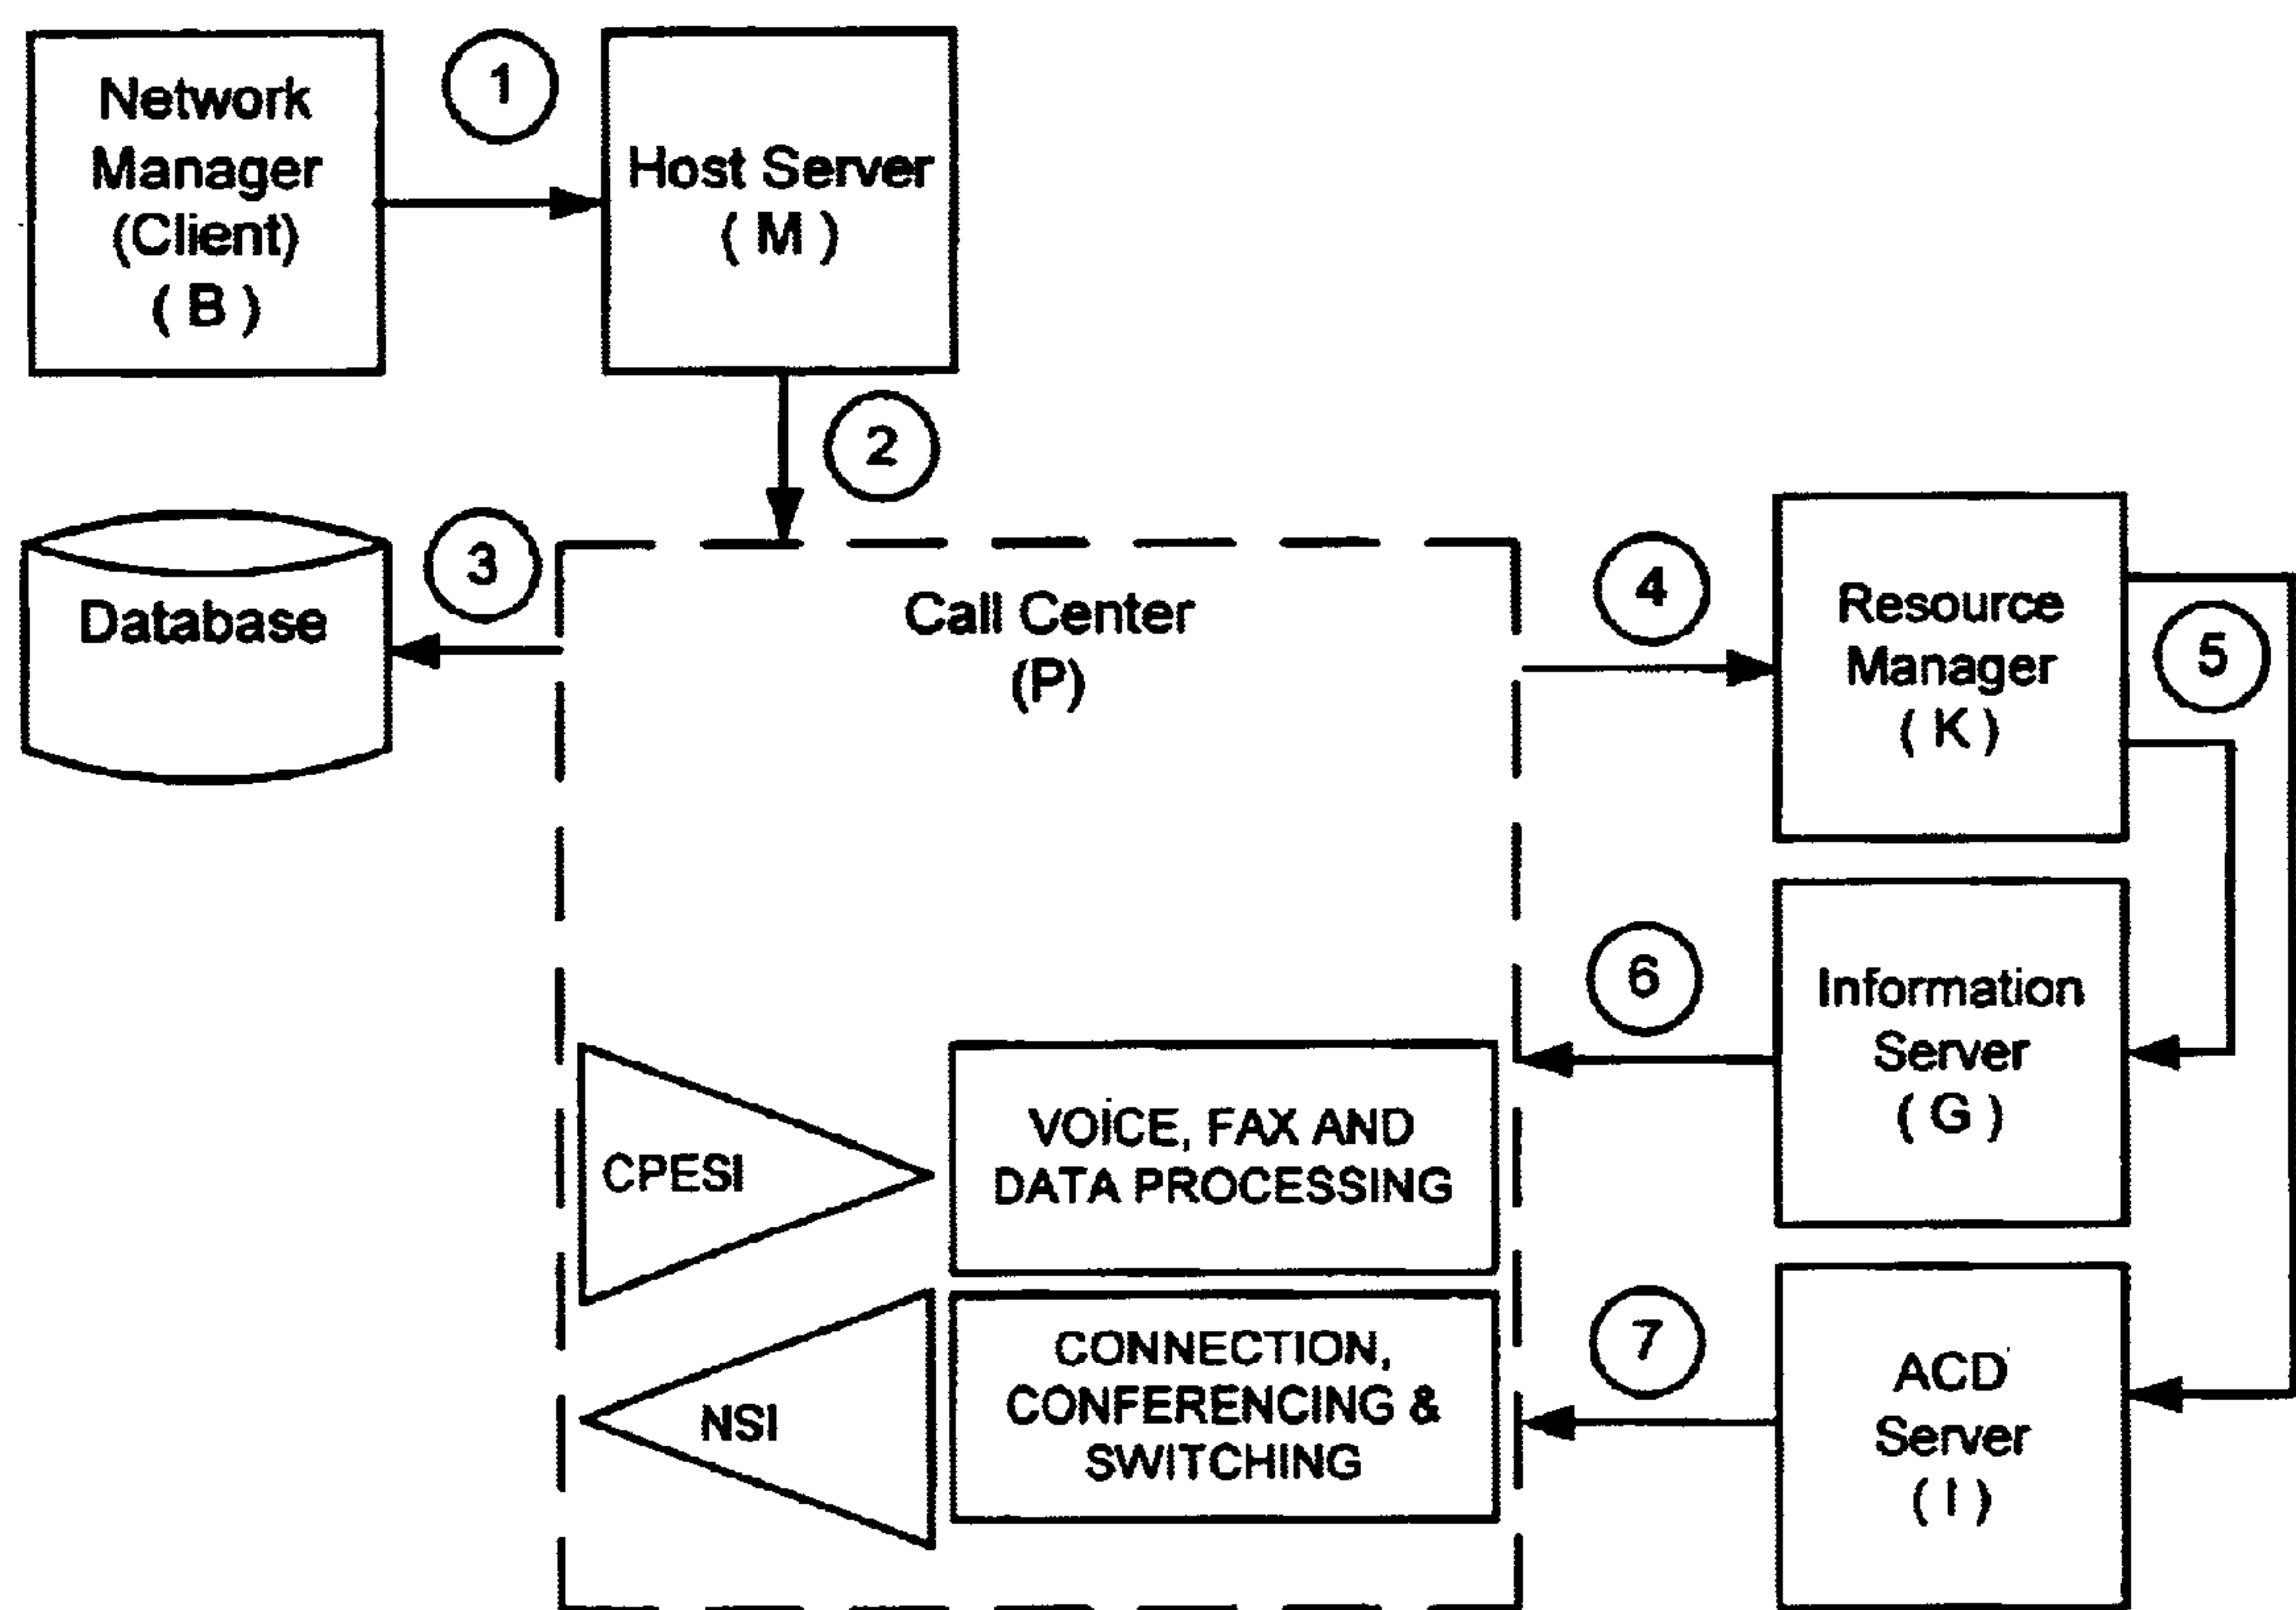 Network
Manager
(Client)
( B )
1
Host Server
( M )
2
Database
3
Call Center
(P)
4
Resource
Manager
( K )
5
6
Information
Server
( G )
CPESI
VOICE, FAX AND
DATA PROCESSING
NSI
CONNECTION,
CONFERENCING &
SWITCHING
7
ACD
Server
( I )